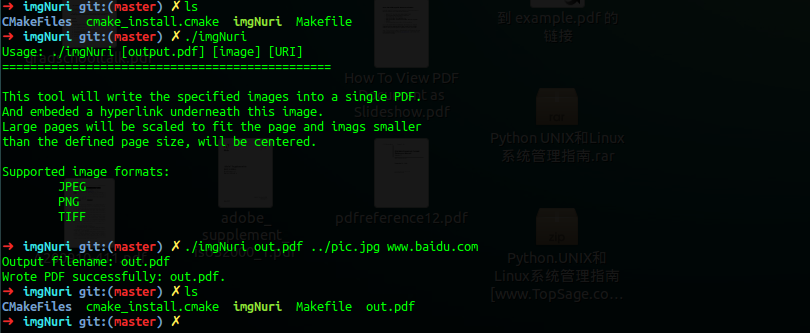 ➜ imgNuri git:(master) ✗ ls
CMakeFiles cmake_install.cmake imgNuri Makefile
➜ imgNuri git:(master) ✗ ./imgNuri
Usage: ./imgNuri [output.pdf] [image] [URI]
===============================================
This tool will write the specified images into a single PDF.
And embeded a hyperlink underneath this image.
Large pages will be scaled to fit the page and imags smaller
than the defined page size, will be centered.
Supported image formats:
JPEG
PNG
TIFF
➜ imgNuri git:(master) ✗ ./imgNuri out.pdf ../pic.jpg www.baidu.com
Output filename: out.pdf
Wrote PDF successfully: out.pdf.
➜ imgNuri git:(master) ✗ ls
CMakeFiles cmake_install.cmake imgNuri Makefile out.pdf
➜ imgNuri git:(master) ✗
到 example.pdf 的
链接
How To View PDF
as
Slideshow.pdf
Python UNIX和Linux
系统管理指南.rar
adobe_
supplement
pdfreference12.pdf
Python.UNIX和
Linux系统管理指南
[www.TopSage.co...